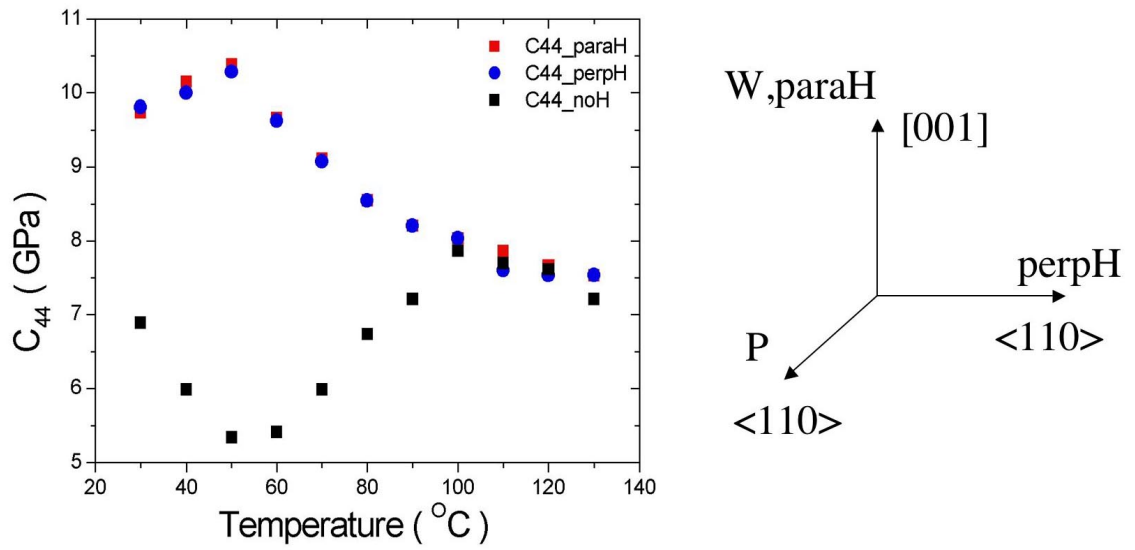 11
10
9
8
7
6
5
20
40
60
80
100
120
140
C44 ( GPa)
Temperature ( °C)
C44_paraH
C44_perpH
C44_noH
W,paraH
[001]
perpH
<110>
P
<110>